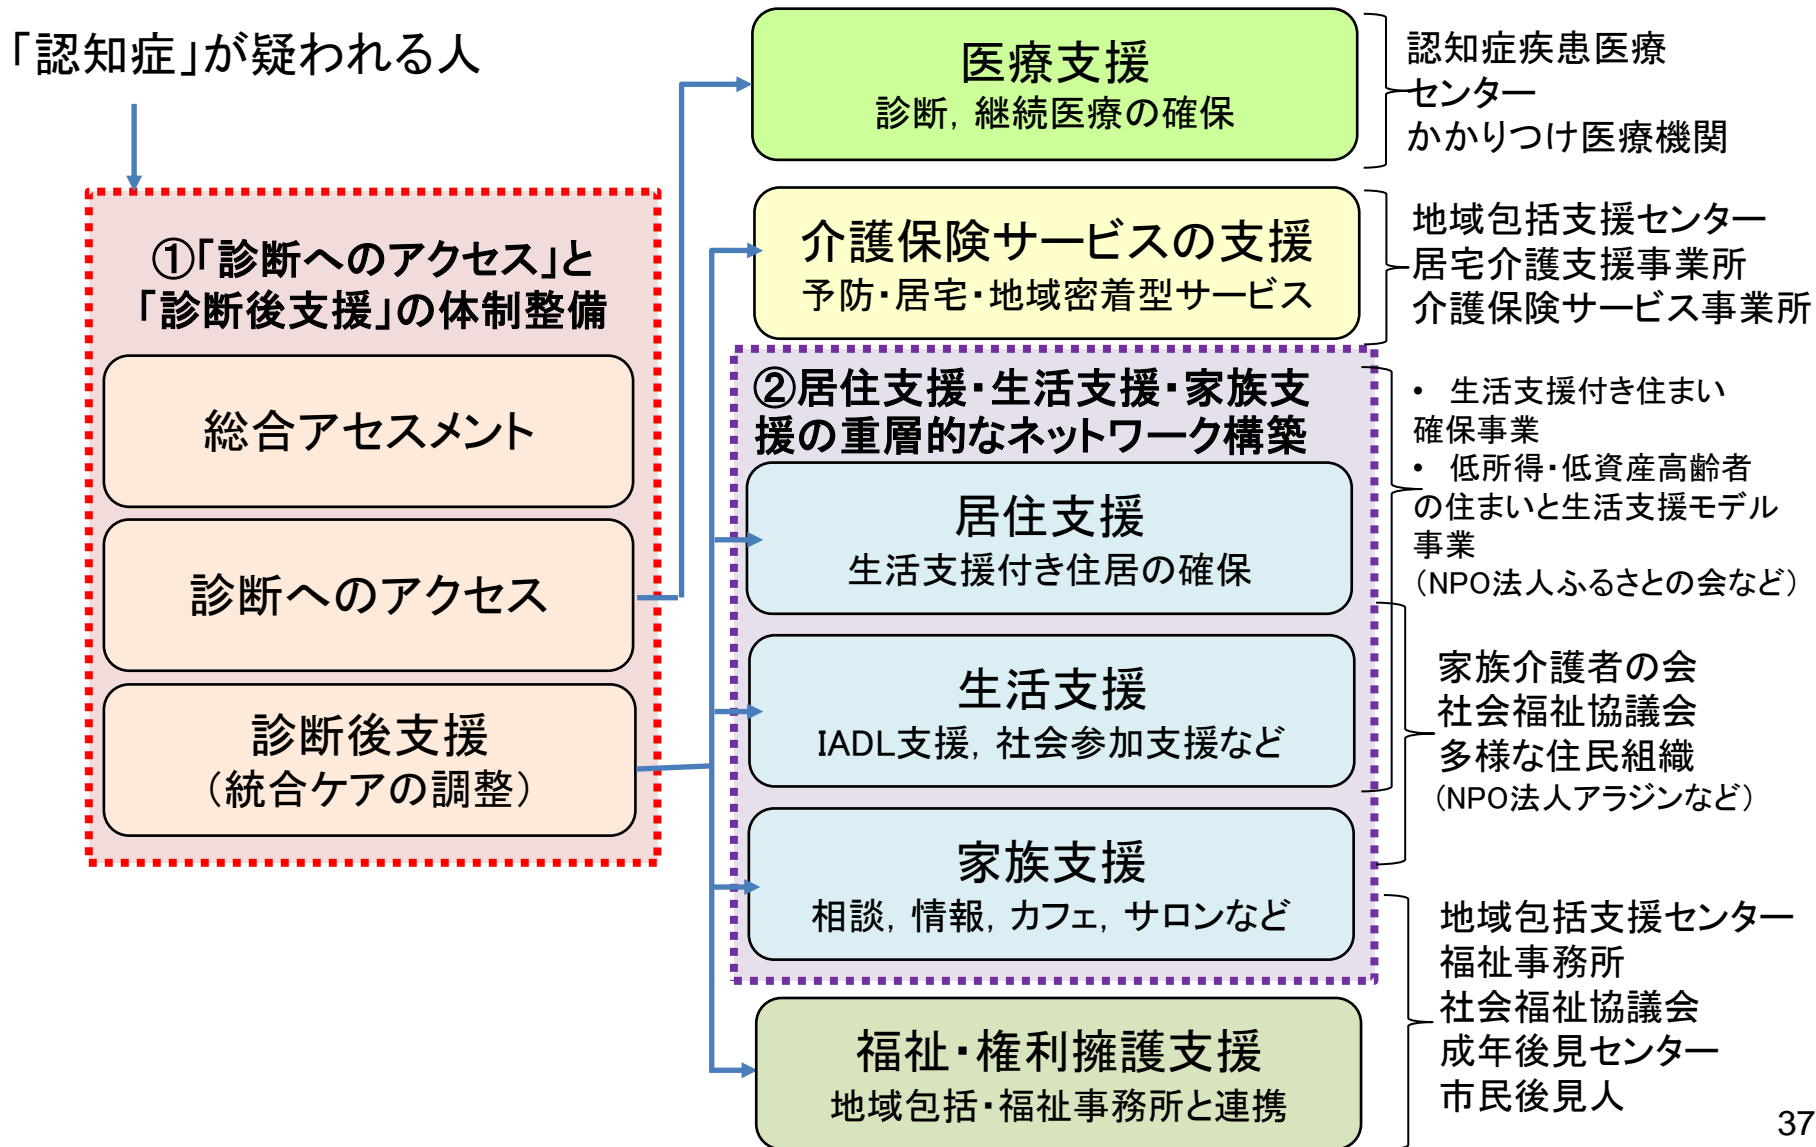 「認知症」が疑われる人
①「診断へのアクセス」と
「診断後支援」の体制整備
総合アセスメント
診断へのアクセス
診断後支援
（統合ケアの調整）
医療支援
診断，継続医療の確保
認知症疾患医療
センター
かかりつけ医療機関
介護保険サービスの支援
予防・居宅・地域密着型サービス
地域包括支援センター
居宅介護支援事業所
介護保険サービス事業所
②居住支援・生活支援・家族支
援の重層的なネットワーク構築
居住支援
生活支援付き住居の確保
生活支援
IADL支援，社会参加支援など
家族支援
相談，情報，カフェ，サロンなど
• 生活支援付き住まい
確保事業
• 低所得・低資産高齢者
の住まいと生活支援モデル
事業
（NPO法人ふるさとの会など）
家族介護者の会
社会福祉協議会
多様な住民組織
（NPO法人アラジンなど）
福祉・権利擁護支援
地域包括・福祉事務所と連携
地域包括支援センター
福祉事務所
社会福祉協議会
成年後見センター
市民後見人
37